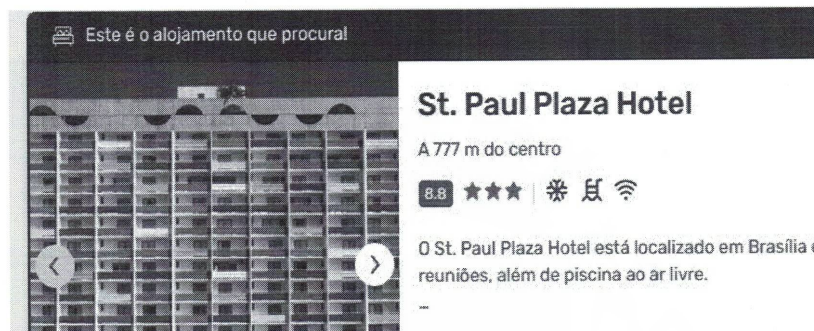 Este é o alojamento que procural
St. Paul Plaza Hotel
A 777 m do centro
8.8
O St. Paul Plaza Hotel está localizado em Brasília e
reuniões, além de piscina ao ar livre.
...